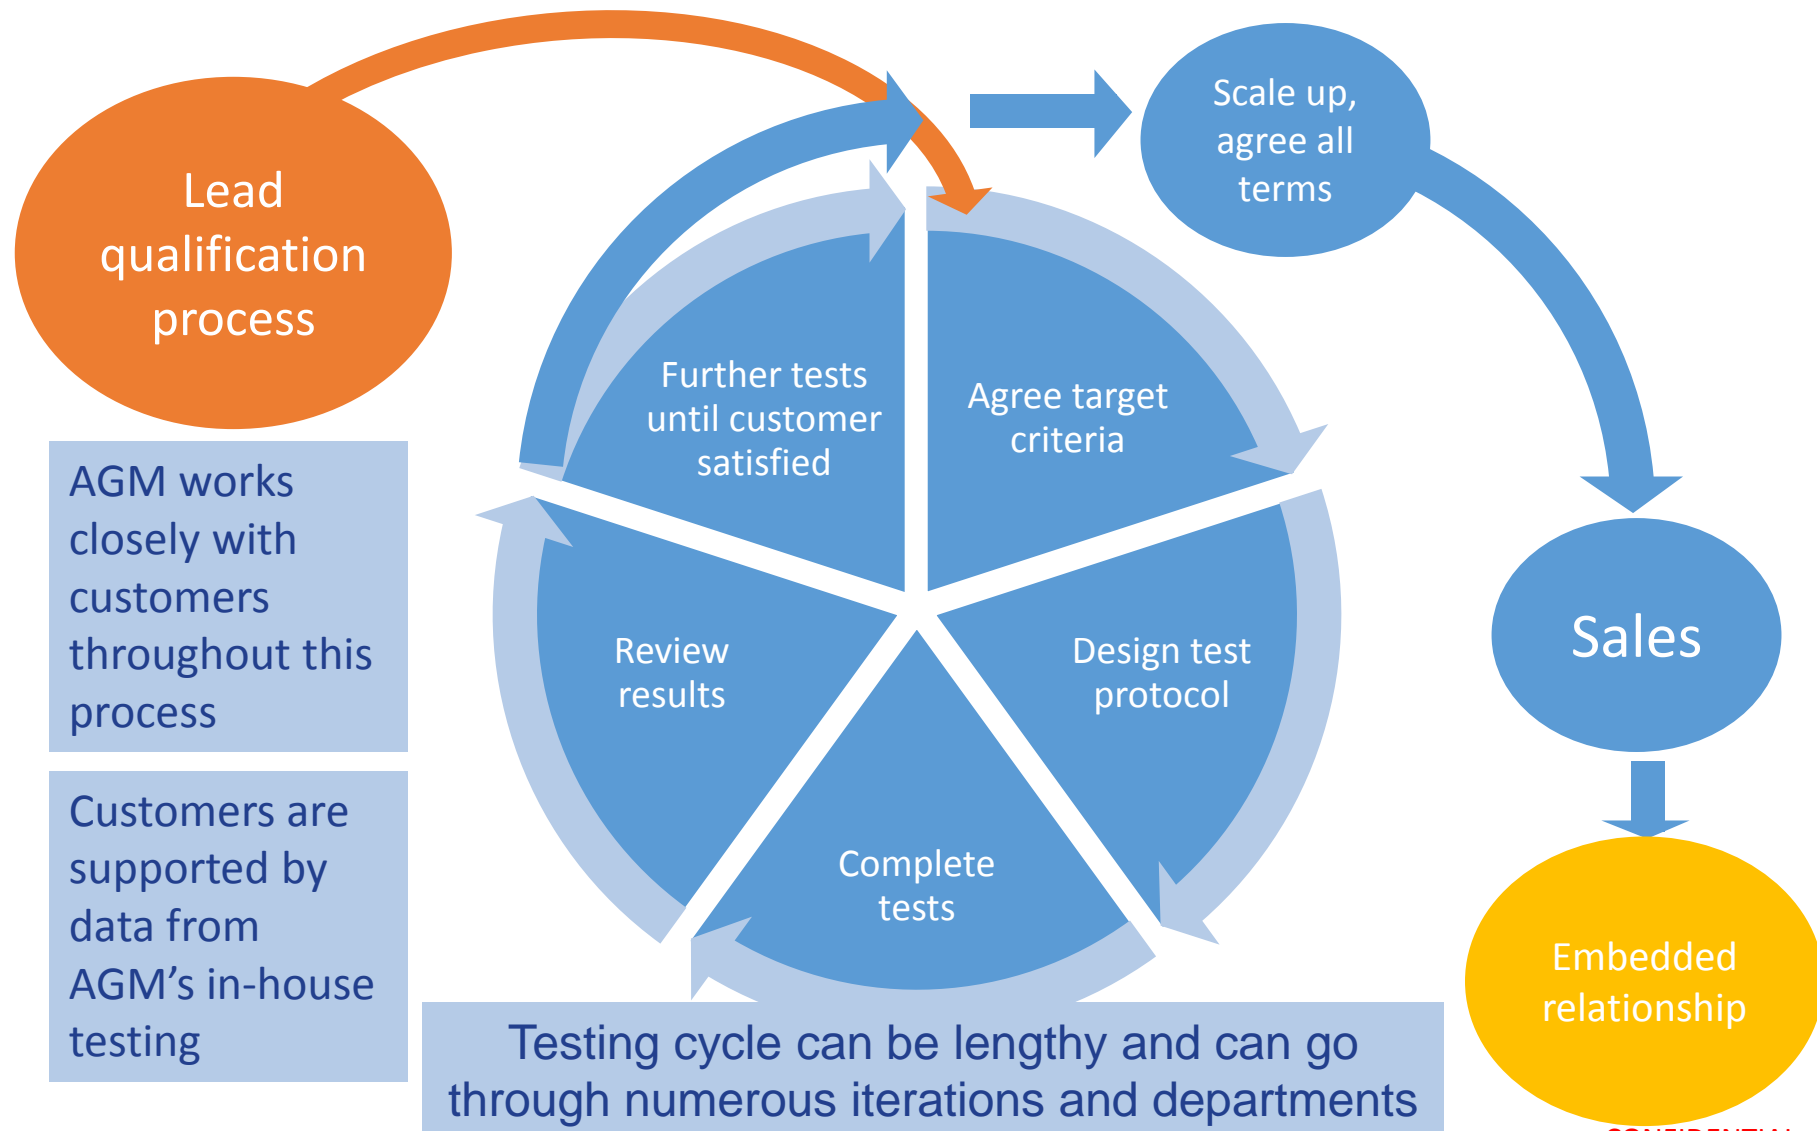 Lead
qualification
process
Scale up,
agree all
terms
Further tests
until customer
satisfied
Agree target
criteria
AGM works
closely with
customers
throughout this
process
Review
results
Design test
protocol
Sales
Customers are
supported by
data from
AGM’s in-house
testing
Complete
tests
Embedded
relationship
Testing cycle can be lengthy and can go
through numerous iterations and departments